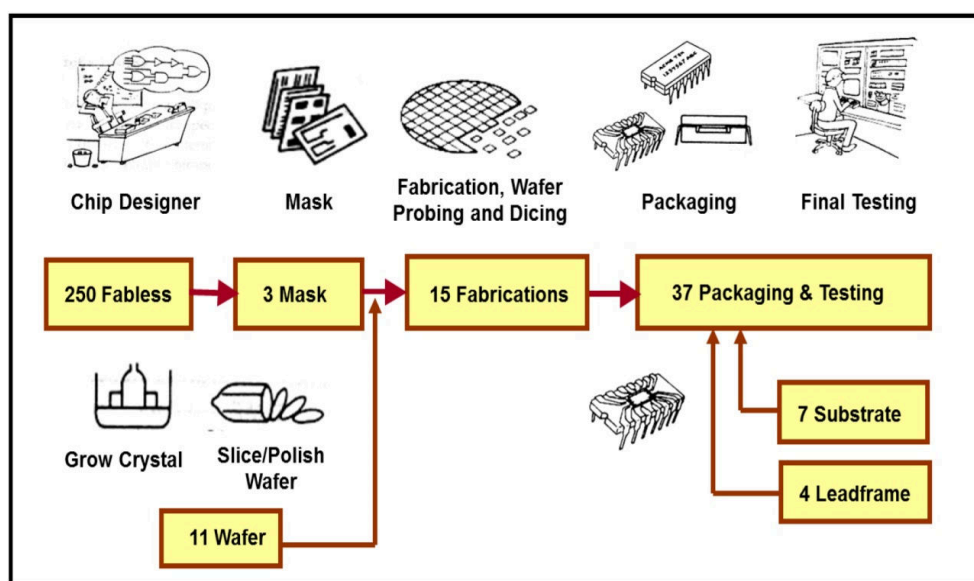 Chip Designer
Mask
Fabrication, Wafer
Probing and Dicing
Packaging
Final Testing
250 Fabless
3 Mask
15 Fabrications
37 Packaging & Testing
Grow Crystal
Slice/Polish
Wafer
7 Substrate
4 Leadframe
11 Wafer